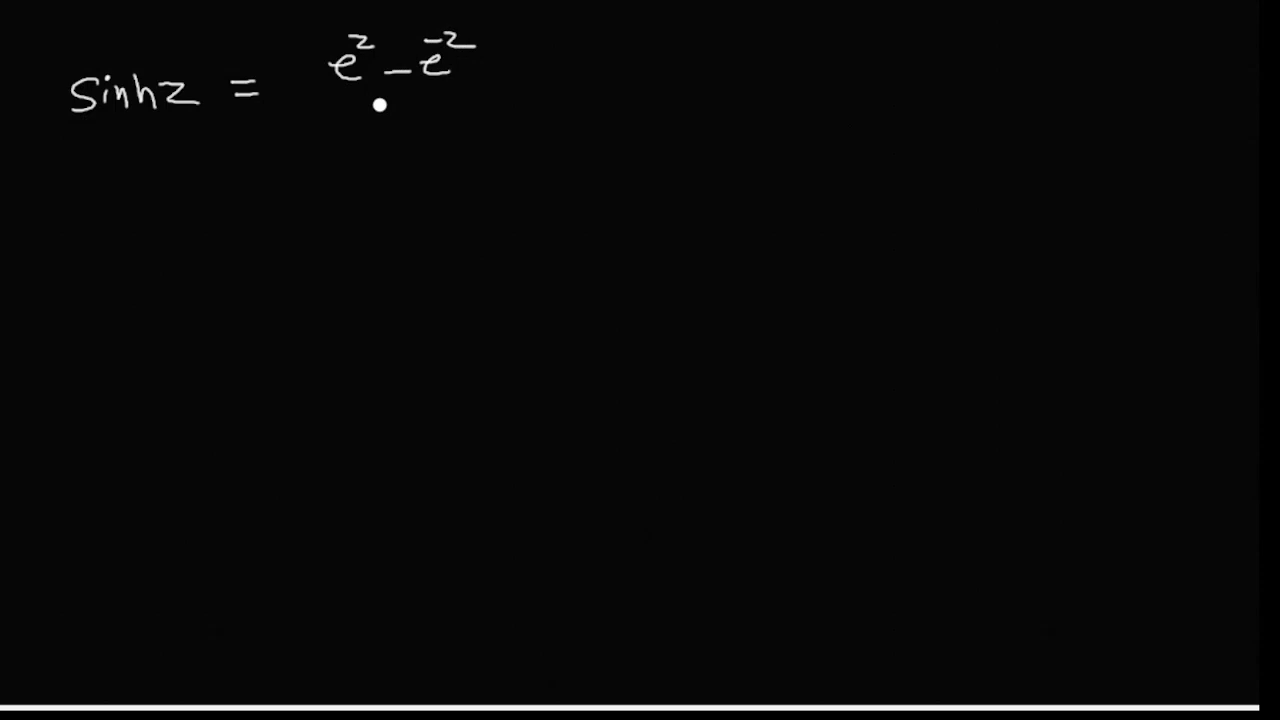 sinhz = e^z - e^-z